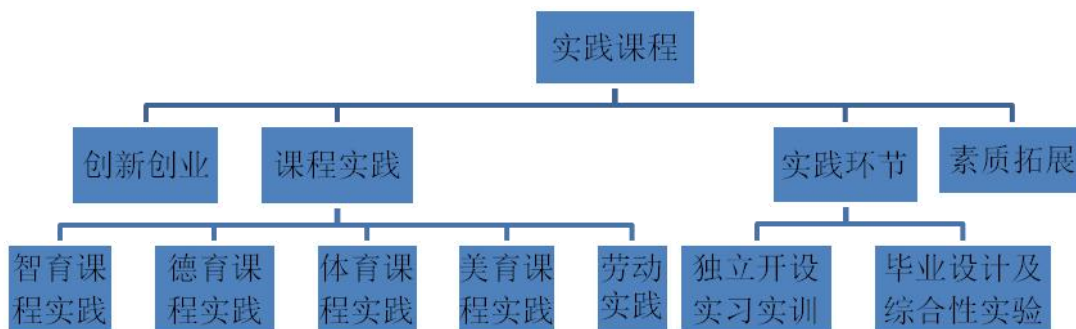 实践课程
创新创业
课程实践
实践环节
素质拓展
智育课
程实践
德育课
程实践
体育课
程实践
美育课
程实践
劳动
实践
独立开设
实习实训
毕业设计及
综合性实验